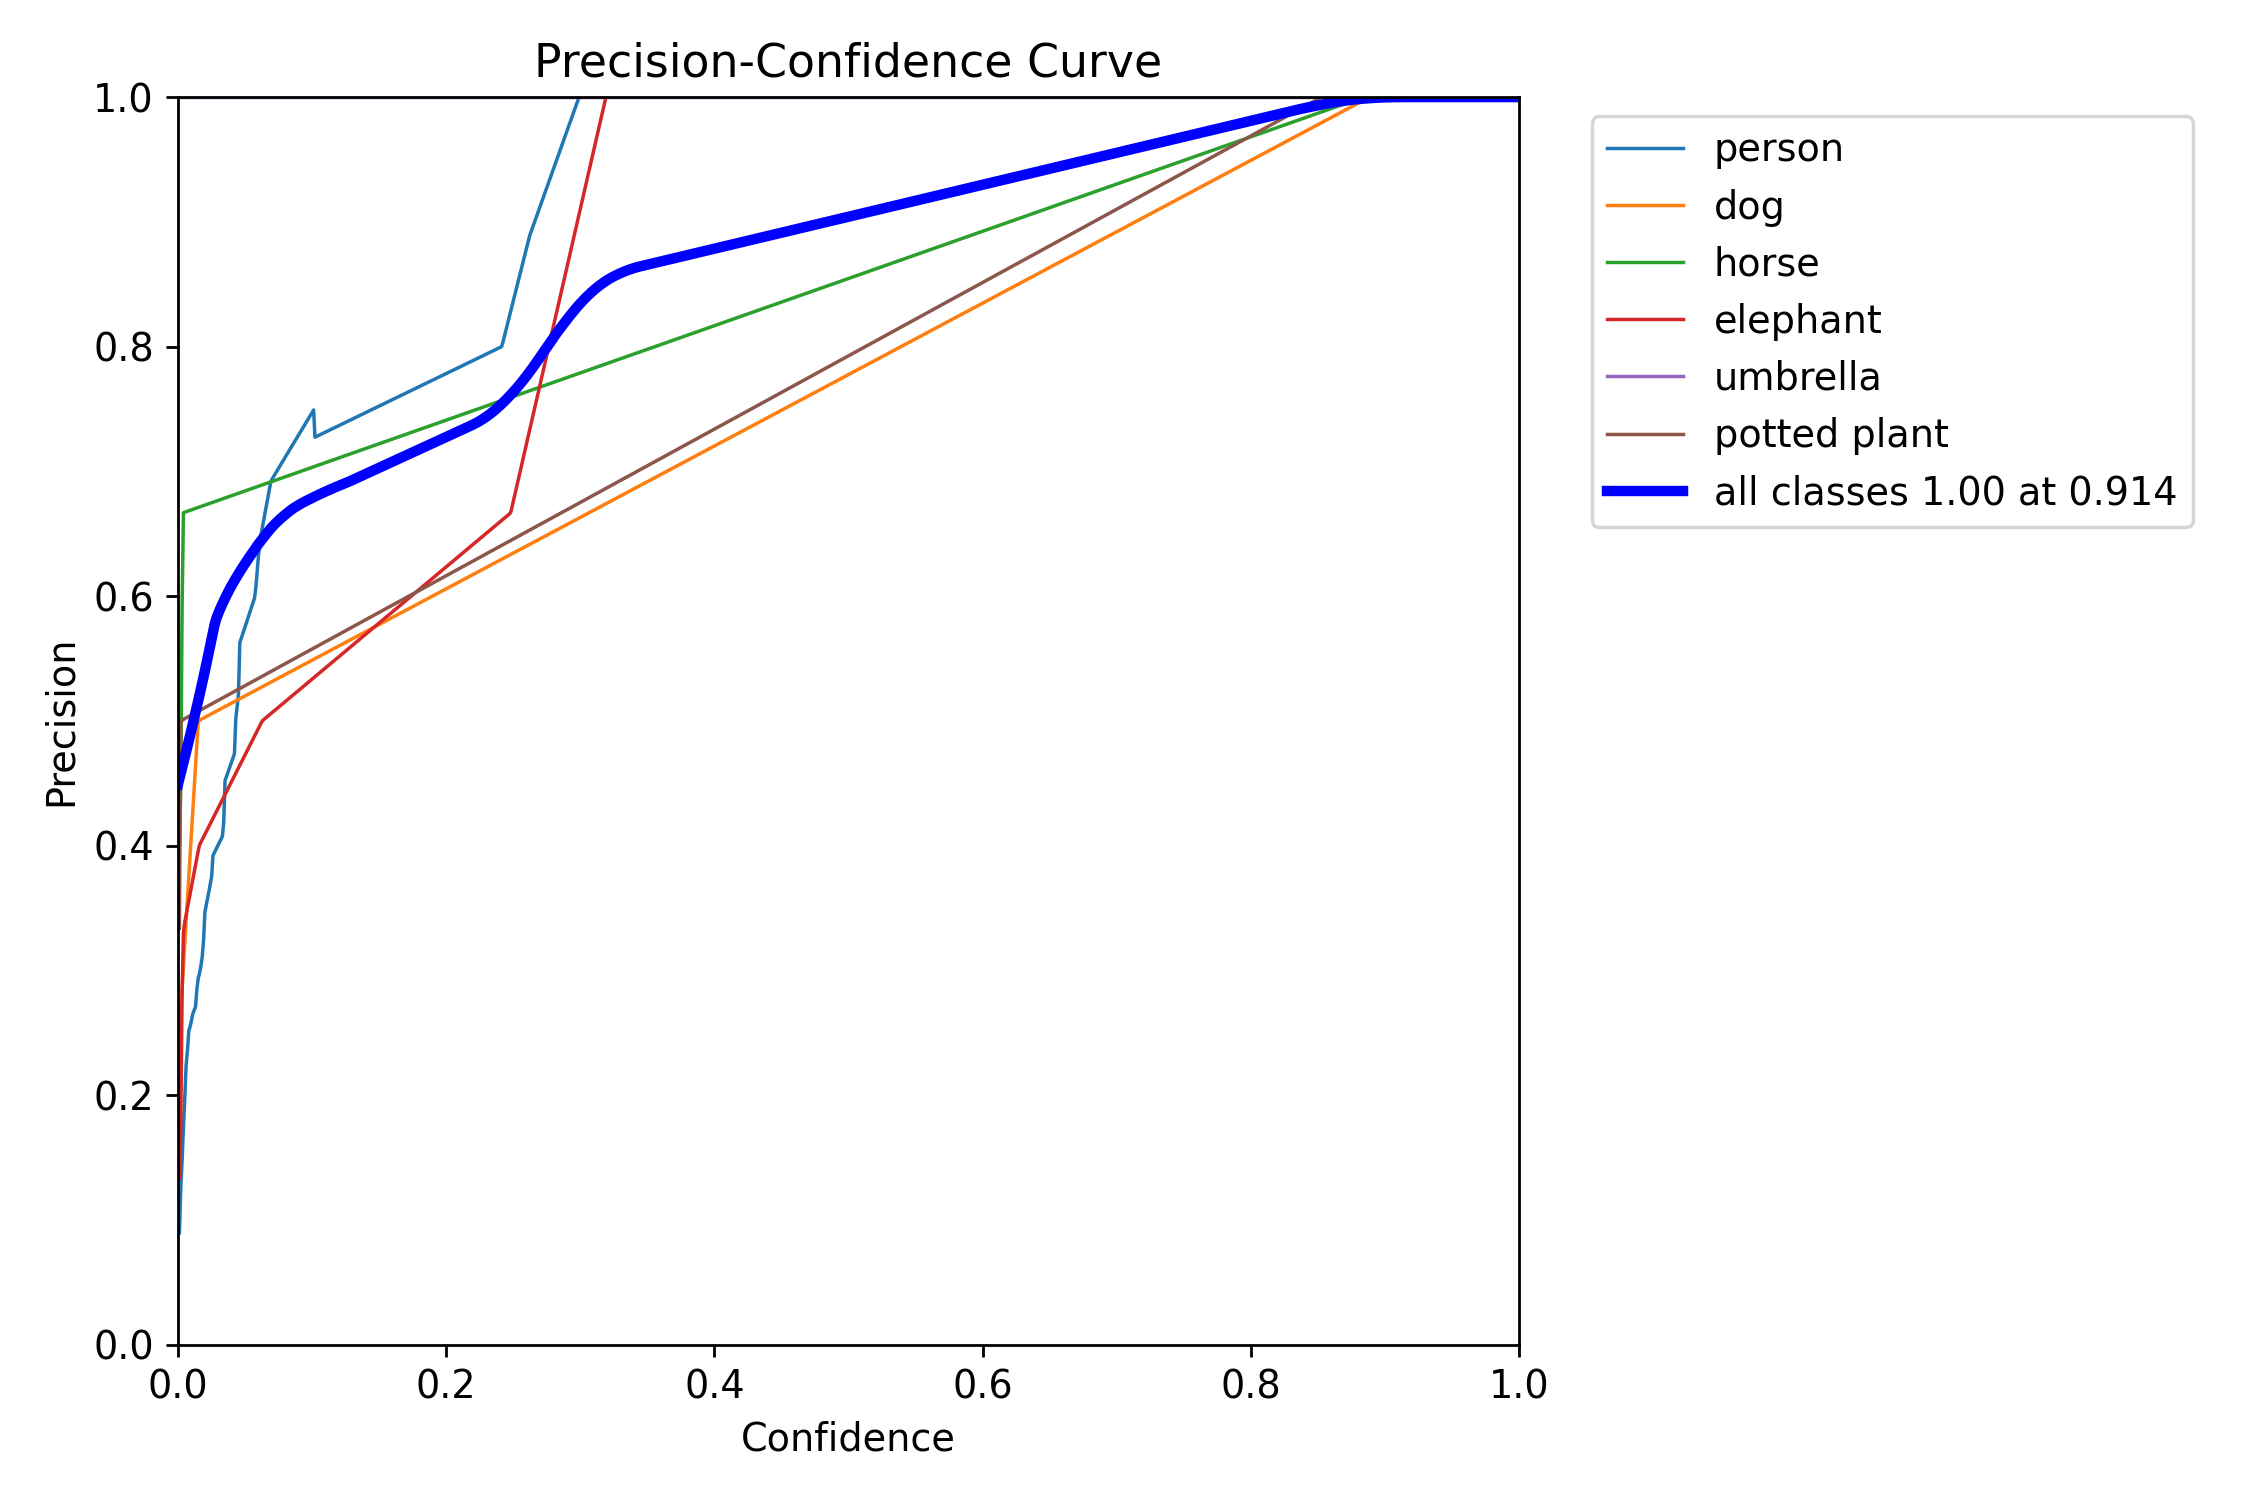 Precision-Confidence Curve
1.0
0.8
0.6
0.4
0.2
0.0
Precision
0.0 0.2 0.4 0.6 0.8 1.0
Confidence
person
dog
horse
elephant
umbrella
potted plant
all classes 1.00 at 0.914